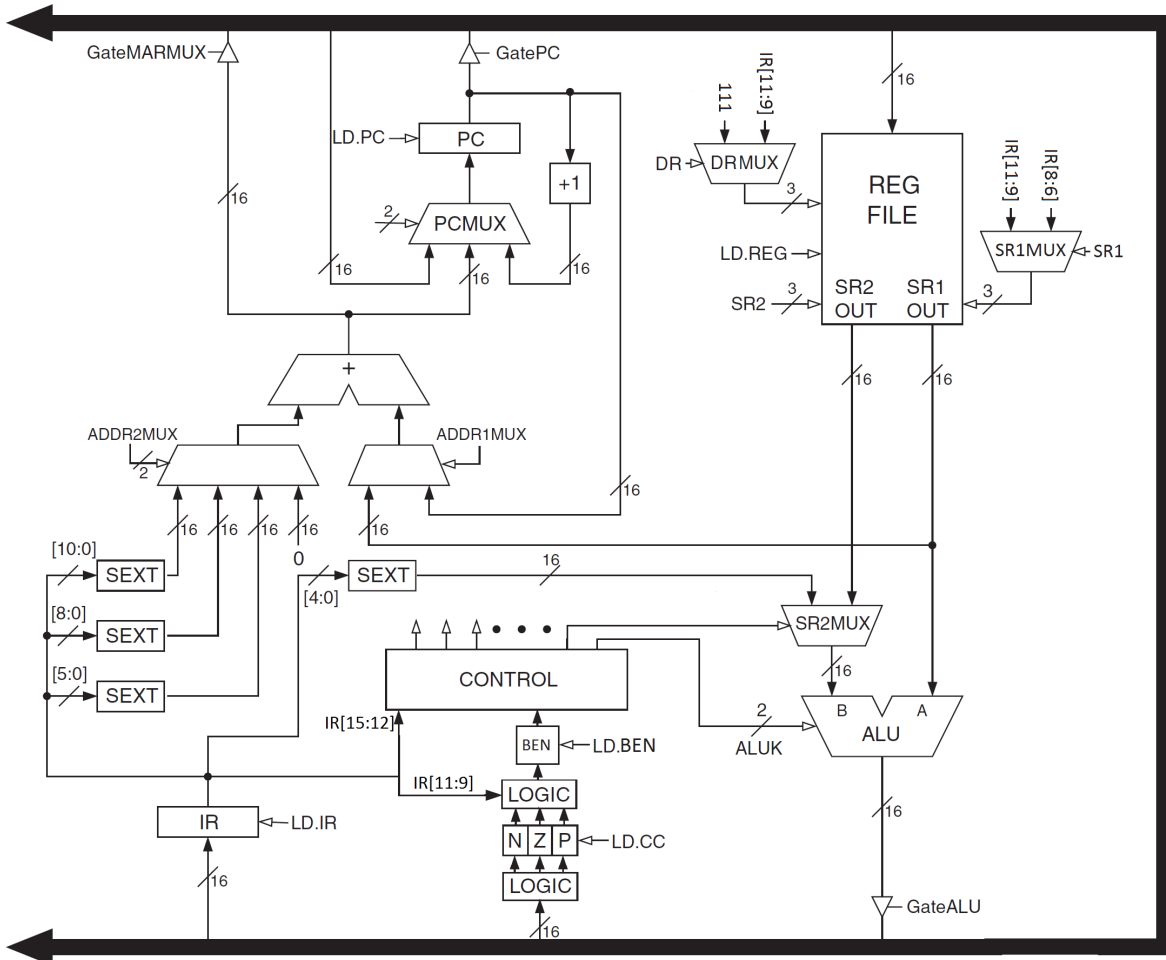 GateMARMUX
GatePC
16
IR[11:9]
111
LD.PC
PC
DR
DRMUX
REG
FILE
IR[11:9]
IR[8:6]
+1
3
16
2
PCMUX
LD.REG
SR1MUX
SR1
16
16
16
SR2
3
SR2
OUT
SR1
OUT
3
+
16
16
ADDR2MUX
2
ADDR1MUX
16
16
16
16
16
16
16
0
[10:0]
SEXT
[4:0]
SEXT
16
[8:0]
SEXT
SR2MUX
[5:0]
SEXT
CONTROL
16
B
A
ALU
2
ALUK
IR[15:12]
BEN
LD.BEN
IR[11:9]
LOGIC
IR
LD.IR
N
Z
P
LD.CC
16
16
LOGIC
16
GateALU